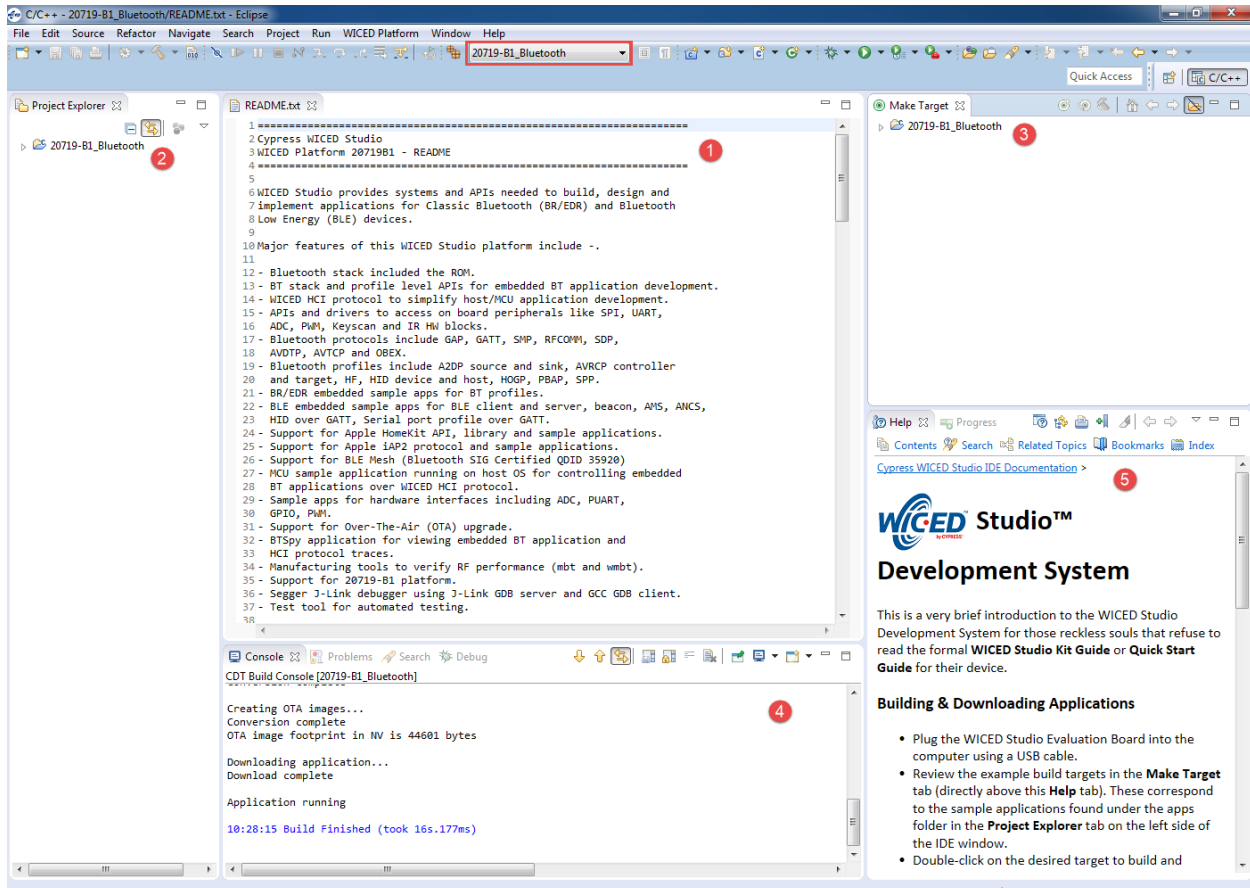 C/C++ - 20719-B1_Bluetooth/README.txt - Eclipse
File Edit Source Refactor Navigate Search Project Run WICED Platform Window Help
20719-B1_Bluetooth
Quick Access
C/C++
Project Explorer
20719-B1_Bluetooth
2
README.txt
1 =================================================================
2 Cypress WICED Studio
3 WICED Platform 20719B1 - README
4 =================================================================
5
6 WICED Studio provides systems and APIs needed to build, design and
7 implement applications for Classic Bluetooth (BR/EDR) and Bluetooth
8 Low Energy (BLE) devices.
9
10 Major features of this WICED Studio platform include -.
11
12 - Bluetooth stack included the ROM.
13 - BT stack and profile level APIs for embedded BT application development.
14 - WICED HCI protocol to simplify host/MCU application development.
15 - APIs and drivers to access on board peripherals like SPI, UART,
16 ADC, PWM, Keyscan and IR HW blocks.
17 - Bluetooth protocols include GAP, GATT, SMP, RFCOMM, SDP,
18 AVDTP, AVTCP and OBEX.
19 - Bluetooth profiles include A2DP source and sink, AVRCP controller
20 and target, HF, HID device and host, HOGP, PBAP, SPP.
21 - BR/EDR embedded sample apps for BT profiles.
22 - BLE embedded sample apps for BLE client and server, beacon, AMS, ANCS,
23 HID over GATT, Serial port profile over GATT.
24 - Support for Apple HomeKit API, library and sample applications.
25 - Support for Apple iAP2 protocol and sample applications.
26 - Support for BLE Mesh (Bluetooth SIG Certified QDID 35920)
27 - MCU sample application running on host OS for controlling embedded
28 BT applications over WICED HCI protocol.
29 - Sample apps for hardware interfaces including ADC, PUART,
30 GPIO, PWM.
31 - Support for Over-The-Air (OTA) upgrade.
32 - BTSpy application for viewing embedded BT application and
33 HCI protocol traces.
34 - Manufacturing tools to verify RF performance (mbt and wmbt).
35 - Support for 20719-B1 platform.
36 - Segger J-Link debugger using J-Link GDB server and GCC GDB client.
37 - Test tool for automated testing.
38
1
Console Problems Search Debug
CDT Build Console [20719-B1_Bluetooth]
Conversion complete
Creating OTA images...
Conversion complete
OTA image footprint in NV is 44601 bytes
Downloading application...
Download complete
Application running
10:28:15 Build Finished (took 16s.177ms)
4
Make Target
20719-B1_Bluetooth
3
Help Progress
Contents Search Related Topics Bookmarks Index
Cypress WICED Studio IDE Documentation >
5
WICED Studio™
by CYPRESS
Development System
This is a very brief introduction to the WICED Studio
Development System for those reckless souls that refuse to
read the formal WICED Studio Kit Guide or Quick Start
Guide for their device.
Building & Downloading Applications
• Plug the WICED Studio Evaluation Board into the
computer using a USB cable.
• Review the example build targets in the Make Target
tab (directly above this Help tab). These correspond
to the sample applications found under the apps
folder in the Project Explorer tab on the left side of
the IDE window.
• Double-click on the desired target to build and